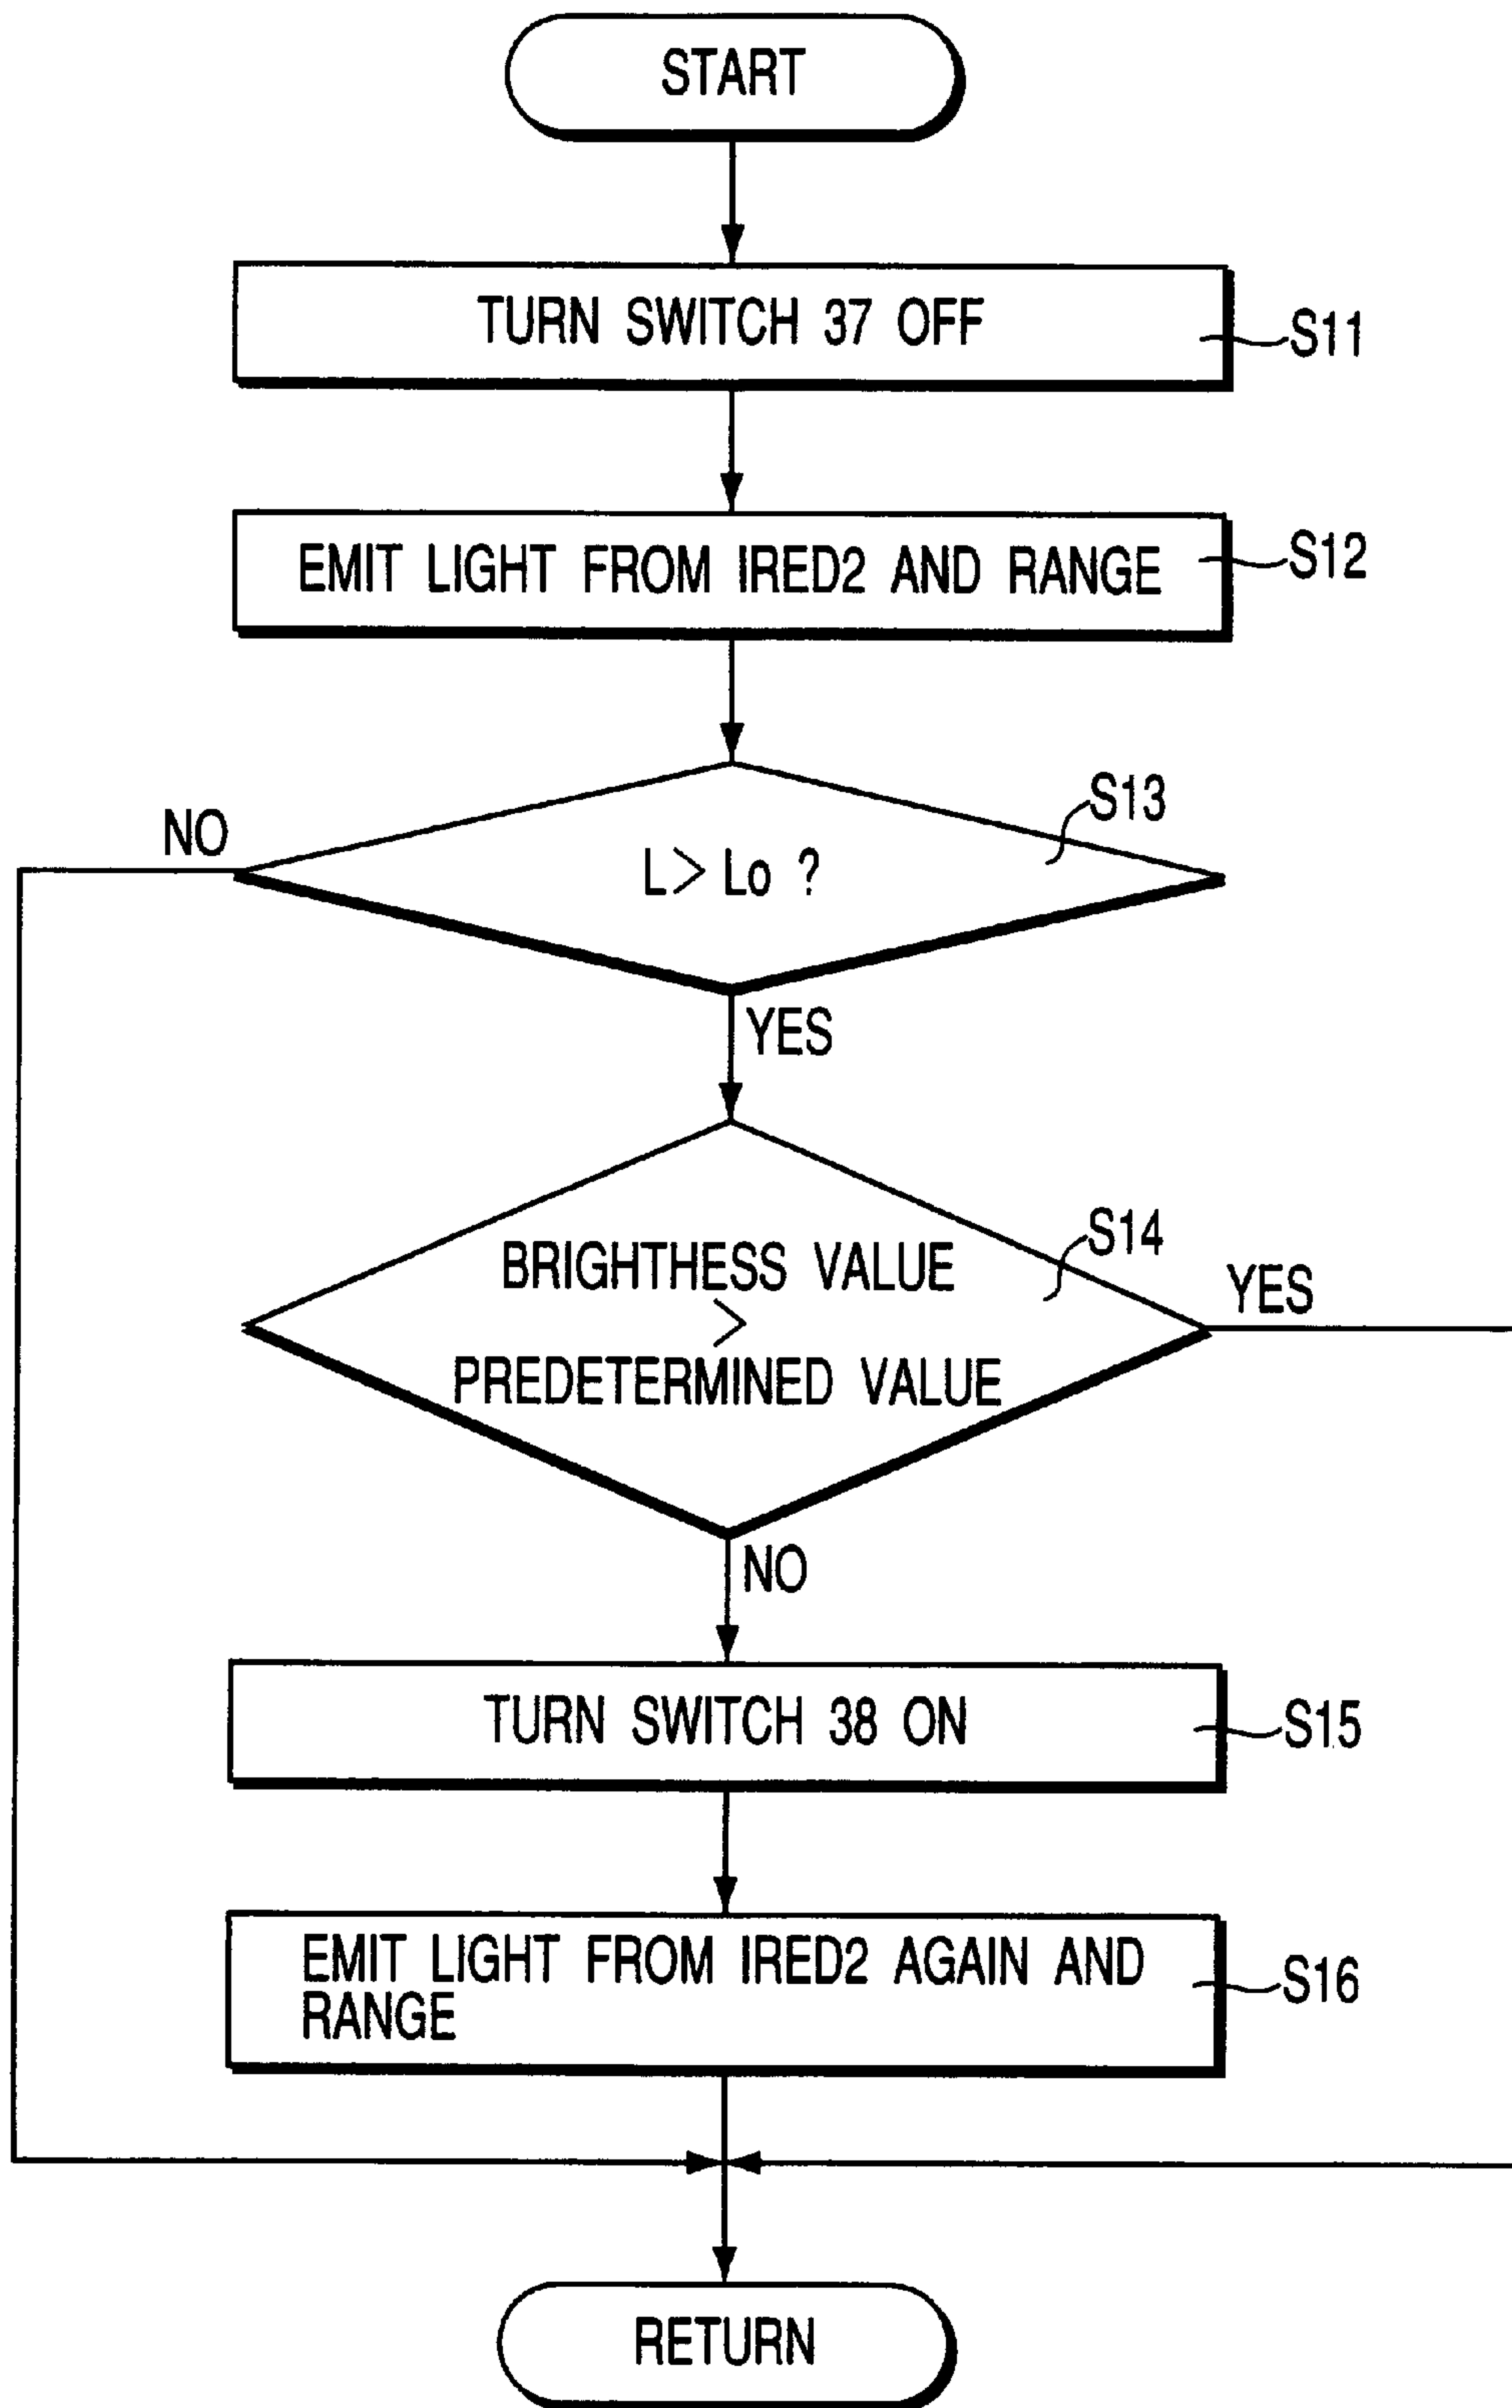 START
TURN SWITCH 37 OFF
S11
EMIT LIGHT FROM IRED2 AND RANGE
S12
S13
NO
L> Lo ?
YES
S14
BRIGHTHESS VALUE
>
PREDETERMINED VALUE
YES
NO
TURN SWITCH 38 ON
S15
EMIT LIGHT FROM IRED2 AGAIN AND
RANGE
S16
RETURN